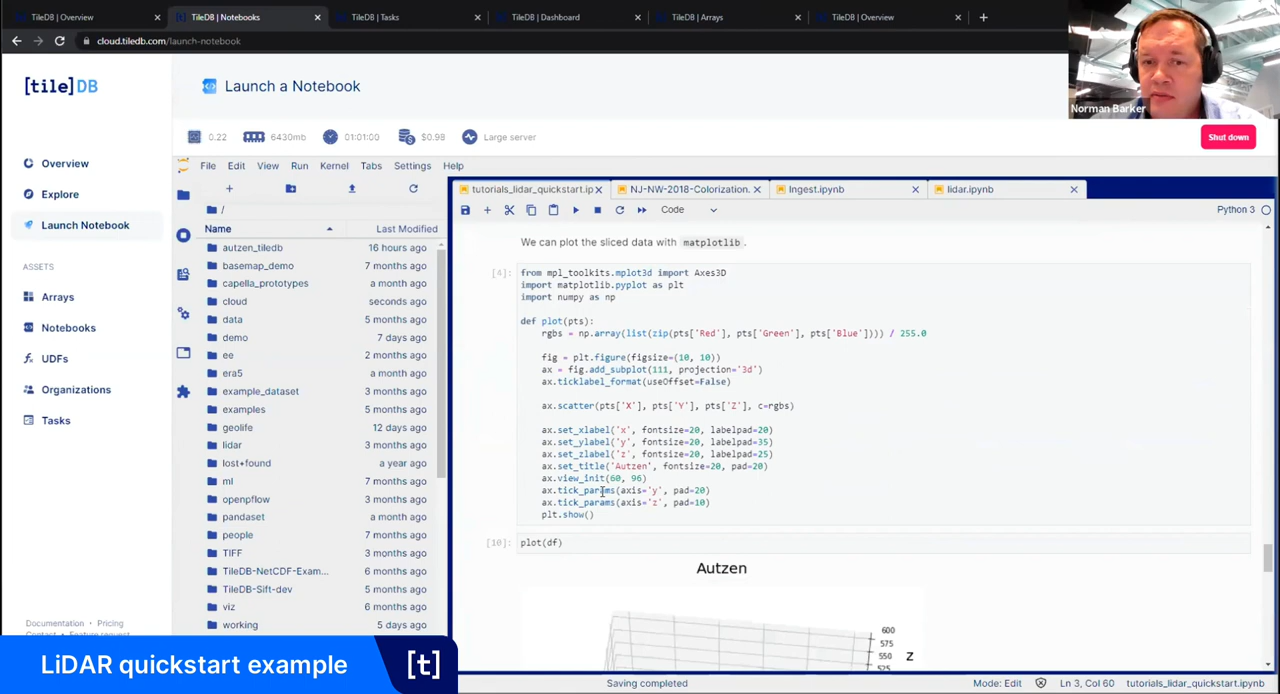 TileDB | Overview
TileDB | Notebooks
TileDB | Tasks
TileDB | Dashboard
TileDB | Arrays
TileDB | Overview
cloud.tiledb.com/launch-notebook
Norman Barker
[tile]DB
Launch a Notebook
0.22
6430mb
01:01:00
$0.98
Large server
Shut down
Overview
Explore
Launch Notebook
ASSETS
Arrays
Notebooks
UDFs
Organizations
Tasks
Documentation · Pricing
File Edit View Run Kernel Tabs Settings Help
/
Name Last Modified
autzen_tiledb 16 hours ago
basemap_demo 7 months ago
capella_prototypes a month ago
cloud seconds ago
data 5 months ago
demo 7 days ago
ee 2 months ago
era5 a month ago
example_dataset 3 months ago
examples 5 months ago
geolife 12 days ago
lidar 3 months ago
lost+found a year ago
ml 7 months ago
openpflow 3 months ago
pandaset a month ago
people 7 months ago
TIFF 3 months ago
TileDB-NetCDF-Exam... 6 months ago
TileDB-Sift-dev 5 months ago
viz 6 months ago
working 5 days ago
tutorials_lidar_quickstart.ip
NJ-NW-2018-Colorization.
Ingest.ipynb
lidar.ipynb
Code
Python 3
We can plot the sliced data with matplotlib .
[4]:
from mpl_toolkits.mplot3d import Axes3D
import matplotlib.pyplot as plt
import numpy as np
def plot(pts):
rgbs = np.array(list(zip(pts['Red'], pts['Green'], pts['Blue']))) / 255.0
fig = plt.figure(figsize=(10, 10))
ax = fig.add_subplot(111, projection='3d')
ax.ticklabel_format(useOffset=False)
ax.scatter(pts['X'], pts['Y'], pts['Z'], c=rgbs)
ax.set_xlabel('x', fontsize=20, labelpad=20)
ax.set_ylabel('y', fontsize=20, labelpad=35)
ax.set_zlabel('z', fontsize=20, labelpad=25)
ax.set_title('Autzen', fontsize=20, pad=20)
ax.view_init(60, 96)
ax.tick_params(axis='y', pad=20)
ax.tick_params(axis='z', pad=10)
plt.show()
[10]:
plot(df)
Autzen
600
575
550
z
LiDAR quickstart example
[t]
Saving completed
Mode: Edit
Ln 3, Col 60
tutorials_lidar_quickstart.ipynb